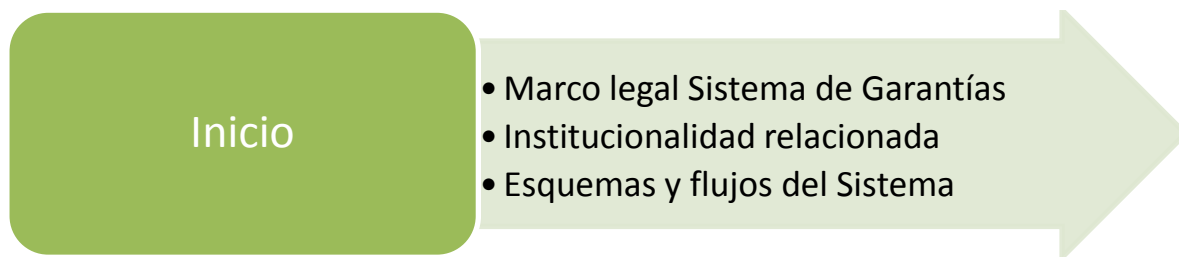 Inicio
• Marco legal Sistema de Garantías
• Institucionalidad relacionada
• Esquemas y flujos del Sistema